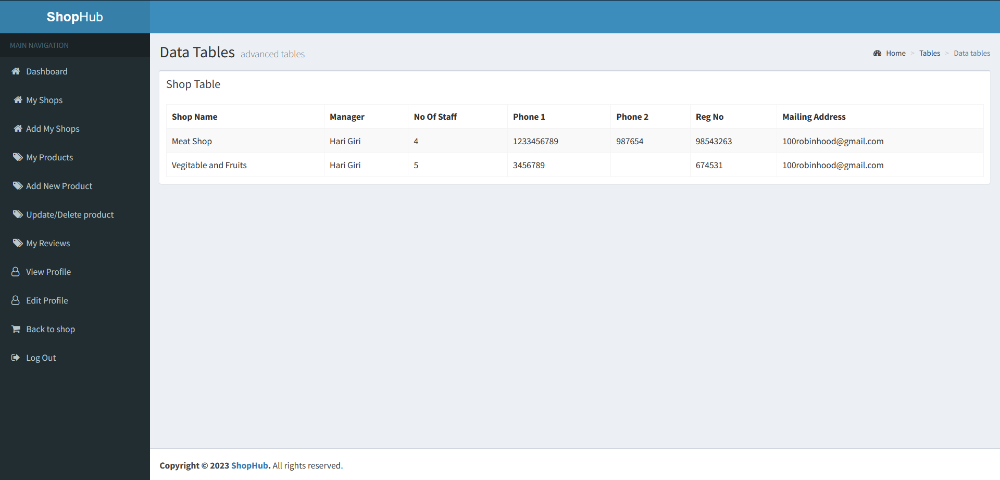 ShopHub
MAIN NAVIGATION
Dashboard
My Shops
Add My Shops
My Products
Add New Product
Update/Delete product
My Reviews
View Profile
Edit Profile
Back to shop
Log Out
Data Tables advanced tables
Home > Tables > Data tables
Shop Table
Shop Name Manager No Of Staff Phone 1 Phone 2 Reg No Mailing Address
Meat Shop Hari Giri 4 1233456789 987654 98543263 100robinhood@gmail.com
Vegitable and Fruits Hari Giri 5 3456789 674531 100robinhood@gmail.com
Copyright © 2023 ShopHub. All rights reserved.